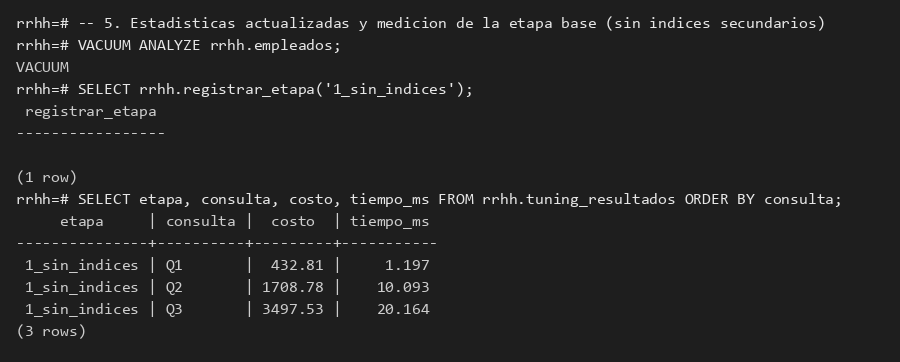 rrhh=# -- 5. Estadisticas actualizadas y medicion de la etapa base (sin indices secundarios)
rrhh=# VACUUM ANALYZE rrhh.empleados;
VACUUM
rrhh=# SELECT rrhh.registrar_etapa('1_sin_indices');
 registrar_etapa
-----------------

(1 row)
rrhh=# SELECT etapa, consulta, costo, tiempo_ms FROM rrhh.tuning_resultados ORDER BY consulta;
     etapa     | consulta |  costo  | tiempo_ms
---------------+----------+---------+-----------
 1_sin_indices | Q1       |  432.81 |     1.197
 1_sin_indices | Q2       | 1708.78 |    10.093
 1_sin_indices | Q3       | 3497.53 |    20.164
(3 rows)